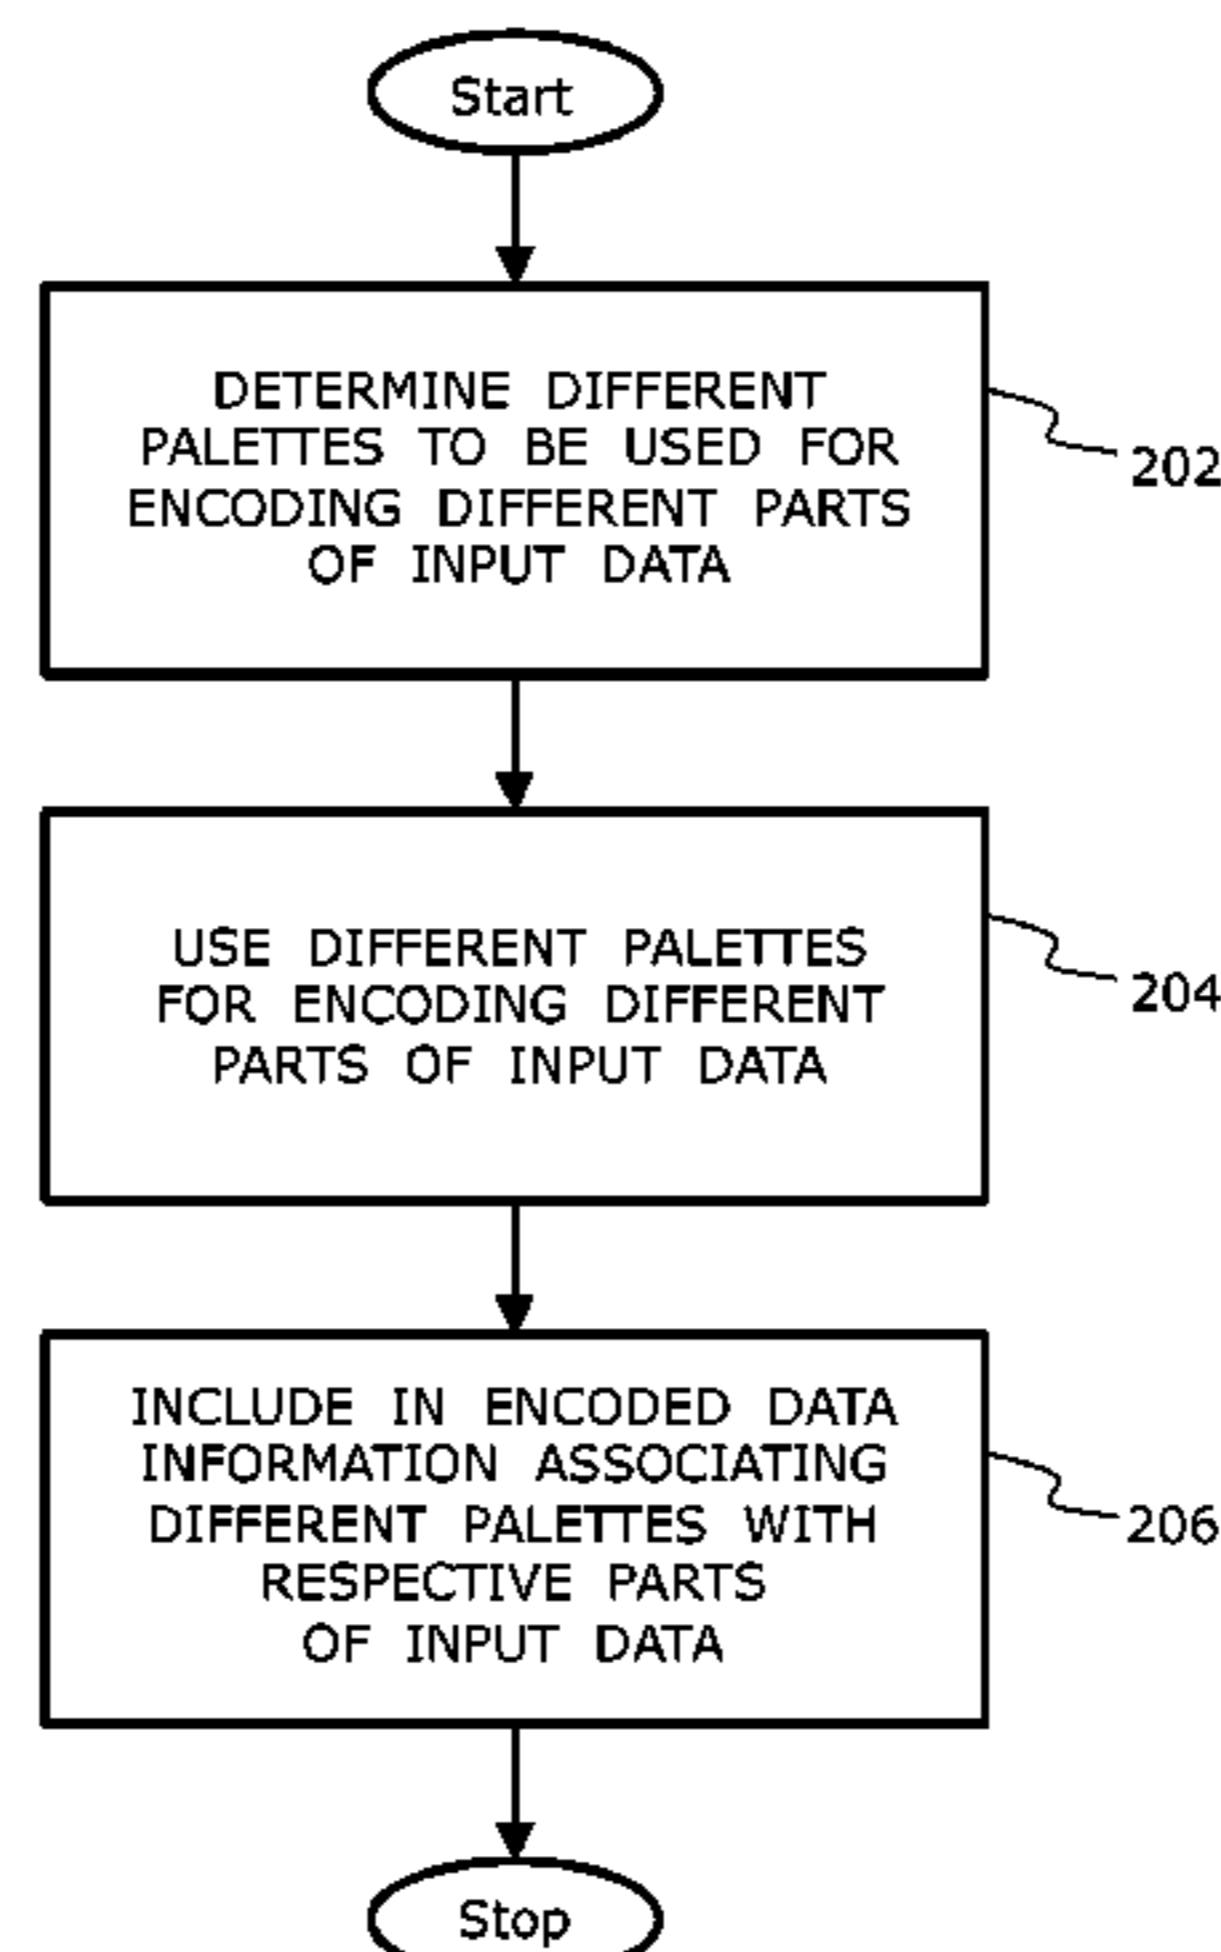 Start
DETERMINE DIFFERENT
PALETTES TO BE USED FOR
ENCODING DIFFERENT PARTS
OF INPUT DATA
202
USE DIFFERENT PALETTES
FOR ENCODING DIFFERENT
PARTS OF INPUT DATA
204
INCLUDE IN ENCODED DATA
INFORMATION ASSOCIATING
DIFFERENT PALETTES WITH
RESPECTIVE PARTS
OF INPUT DATA
206
Stop